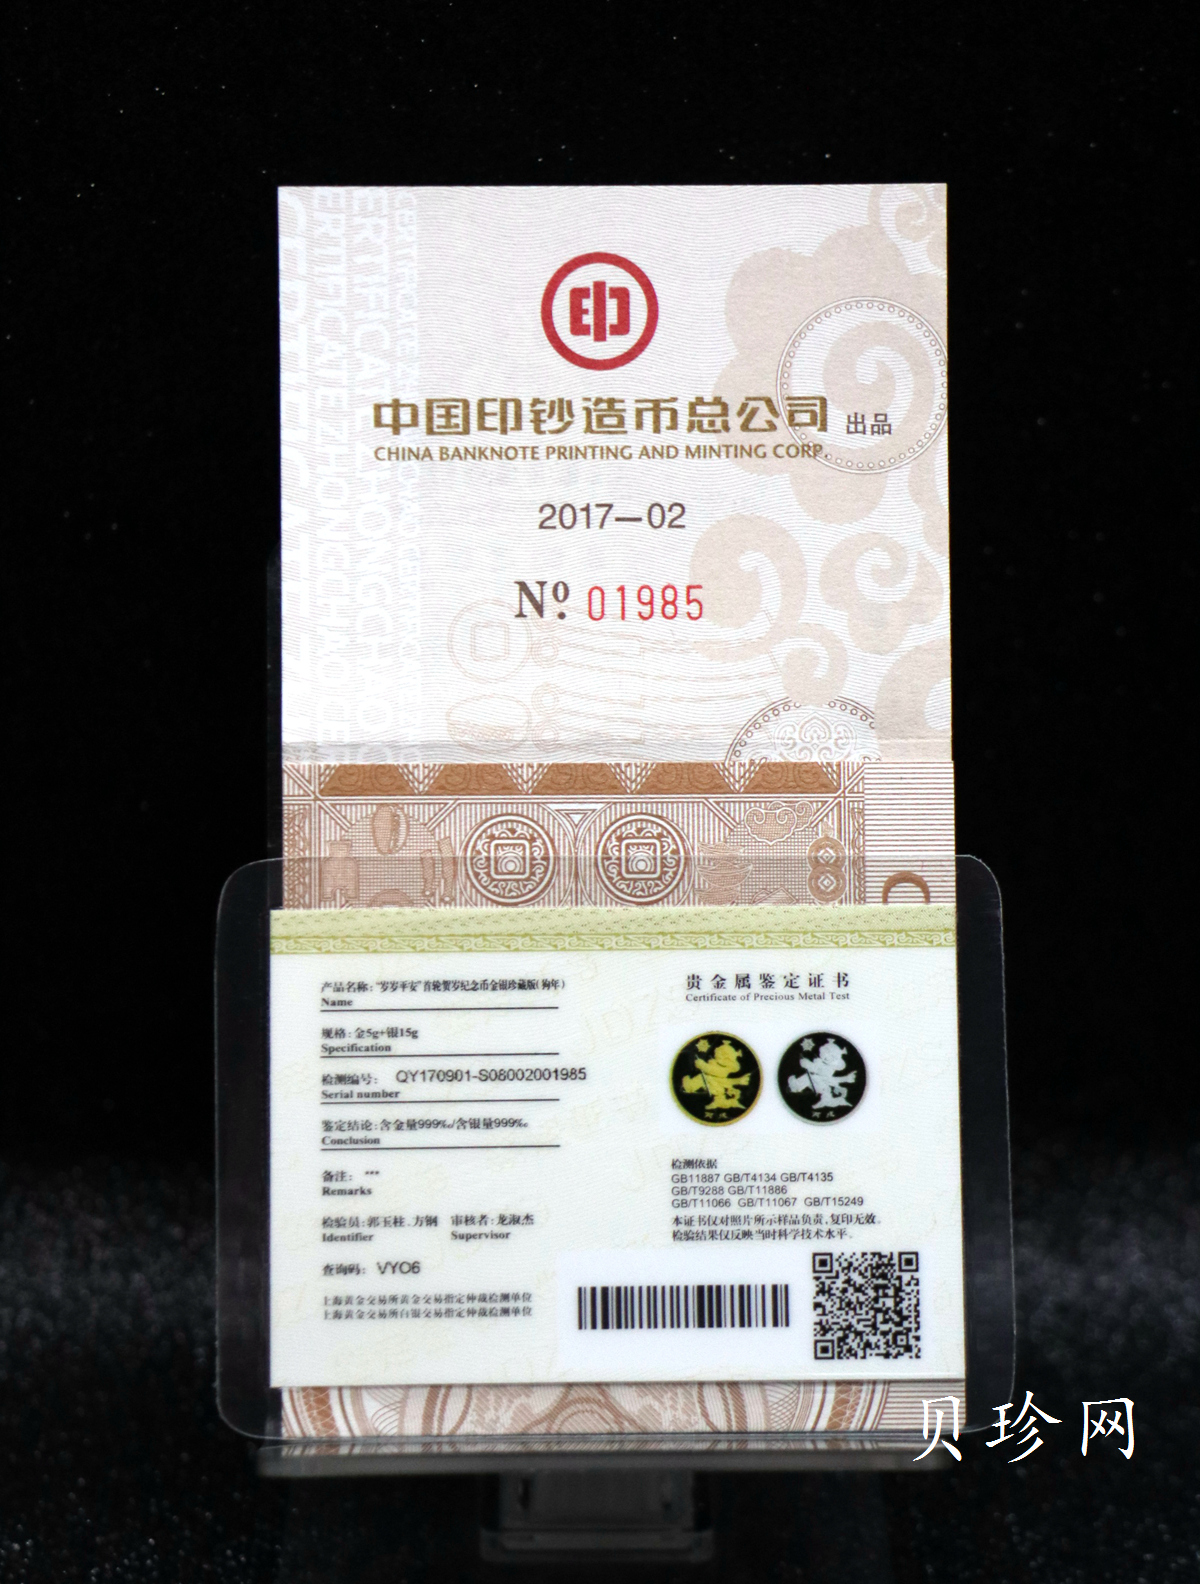 印
中国印钞造币总公司 出品
CHINA BANKNOTE PRINTING AND MINTING CORP.
2017—02
Nº 01985
产品名称:"岁岁平安"首轮贺岁纪念币金银珍藏版(狗年)
Name
规格:金5g+银15g
Specification
检测编号: QY170901-S08002001985
Serial number
鉴定结论:含金量999‰/含银量999‰
Conclusion
备注: ***
Remarks
检验员:郭玉柱、方钢 审核者:龙淑杰
Identifier Supervisor
查询码: VYO6
上海黄金交易所黄金交易指定仲裁检测单位
上海黄金交易所白银交易指定仲裁检测单位
贵金属鉴定证书
Certificate of Precious Metal Test
检测依据
GB11887 GB/T4134 GB/T4135
GB/T9288 GB/T11886
GB/T11066 GB/T11067 GB/T15249
本证书仅对照片所示样品负责,复印无效。
检验结果仅反映当时科学技术水平。
贝珍网